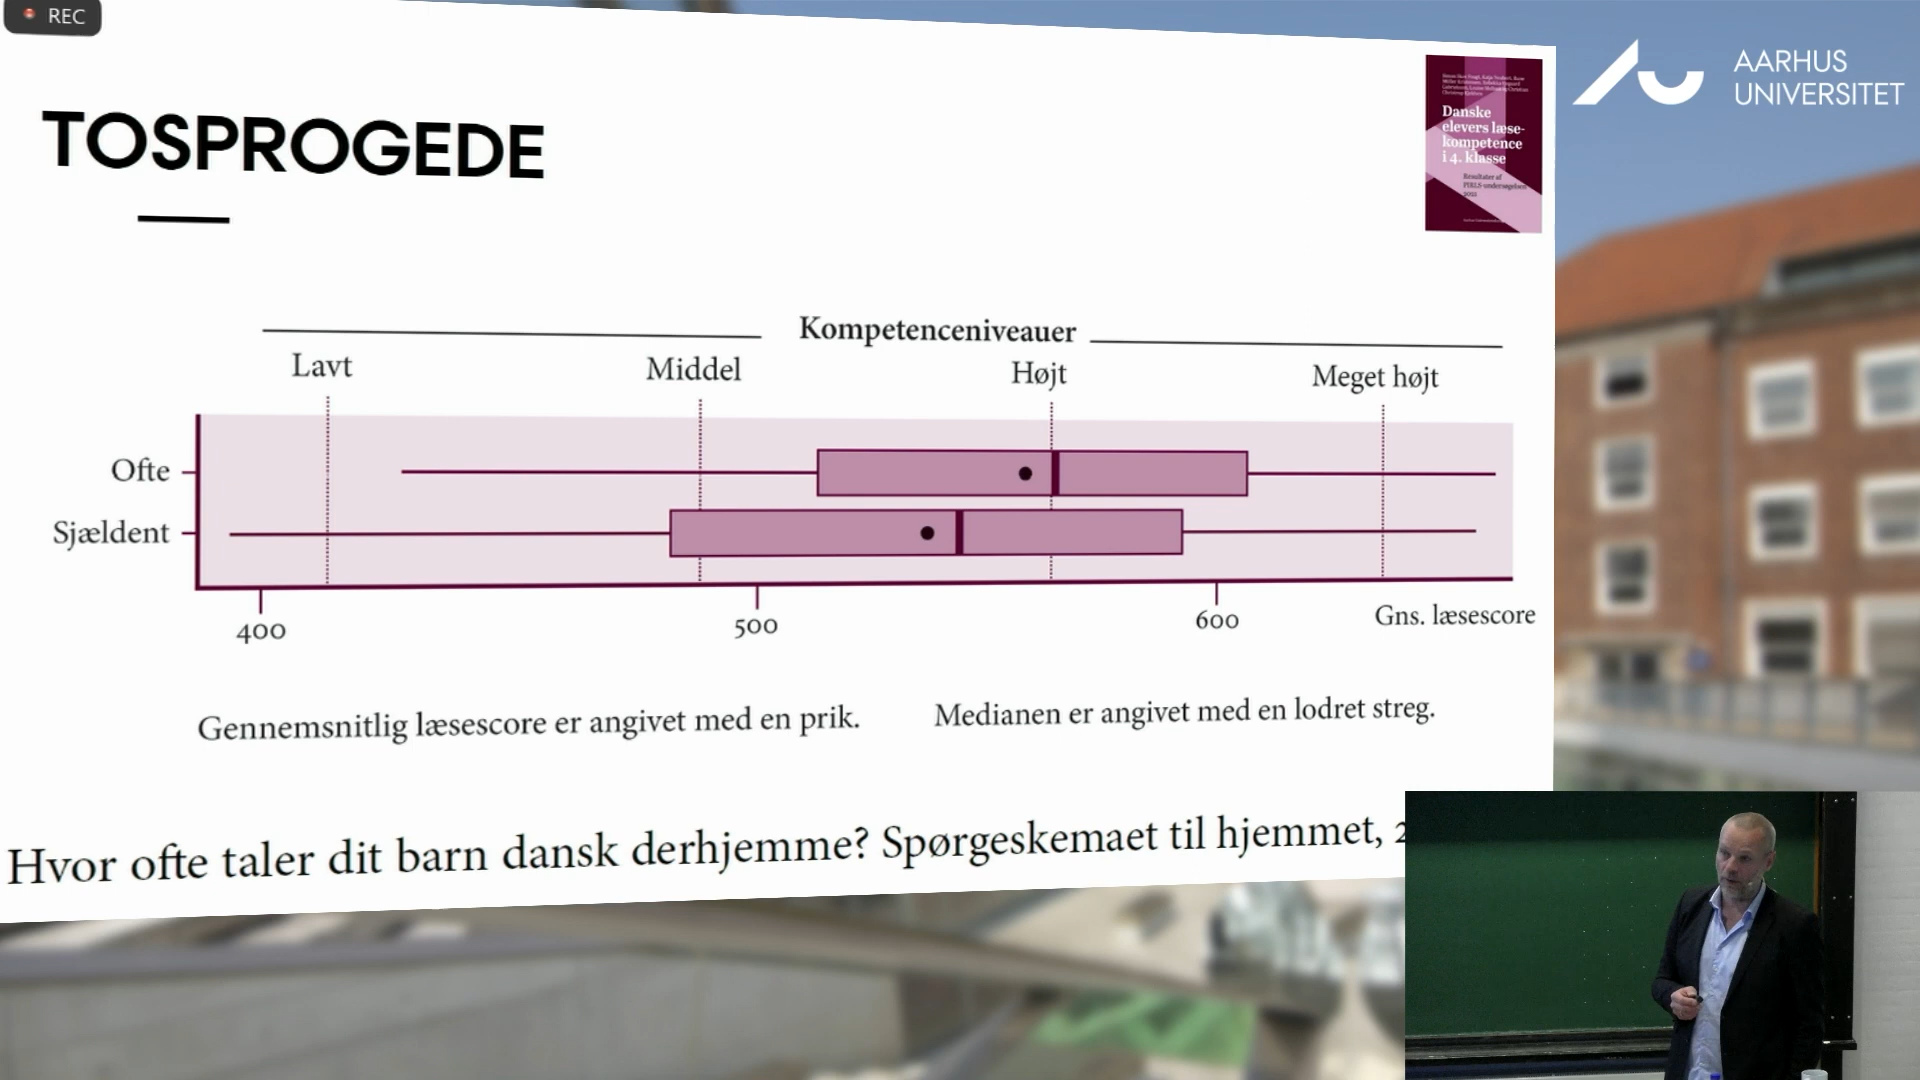 REC
AARHUS
UNIVERSITET
TOSPROGEDE
Danske
elevers læse-
kompetence
i 4. klasse
Resultater af
PIRLS-undersøgelsen
Kompetenceniveauer
Lavt Middel Højt Meget højt
Ofte
Sjældent
400 500 600 Gns. læsescore
Gennemsnitlig læsescore er angivet med en prik. Medianen er angivet med en lodret streg.
Hvor ofte taler dit barn dansk derhjemme? Spørgeskemaet til hjemmet, 2